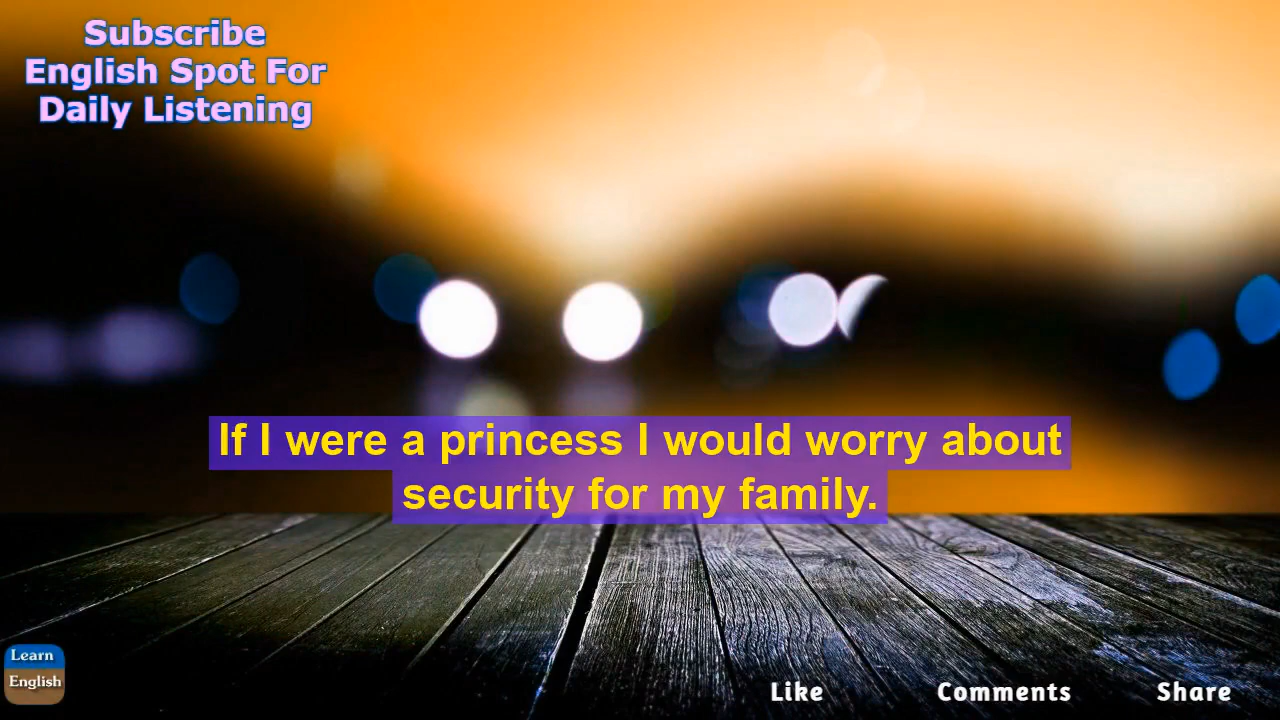 Subscribe
English Spot For
Daily Listening
If I were a princess I would worry about
security for my family.
Learn
English
Like
Comments
Share